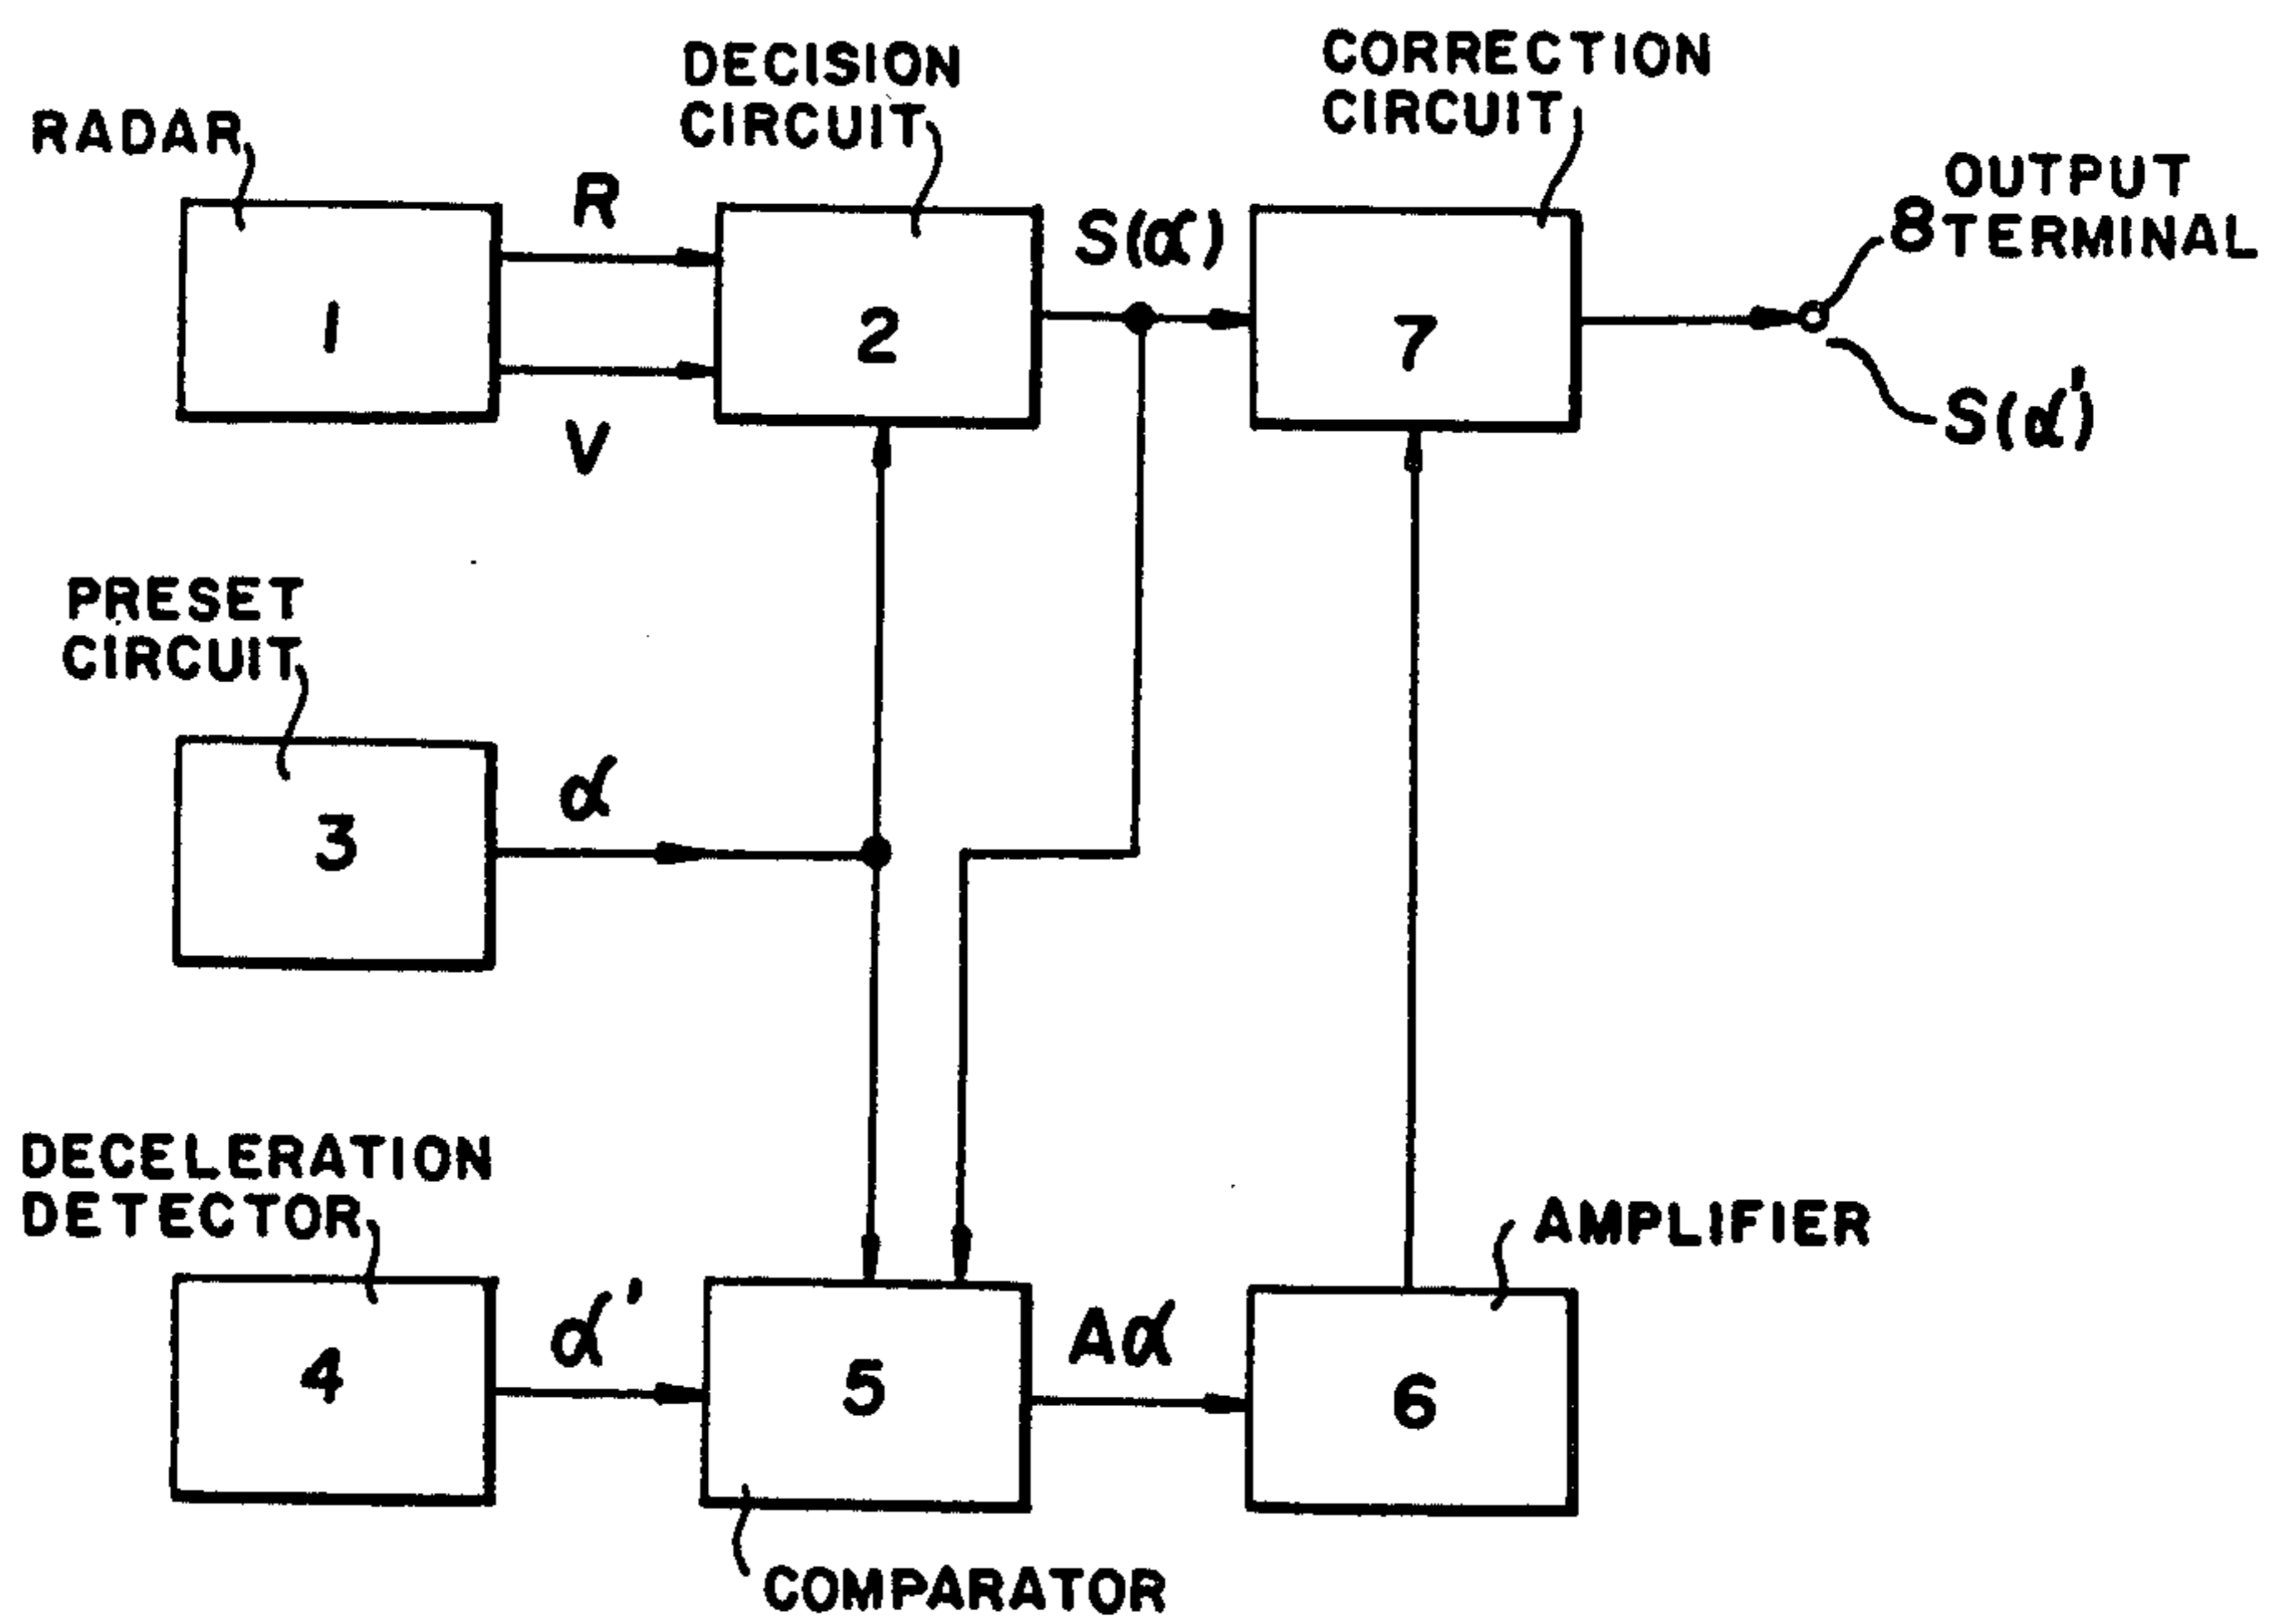 RADAR
DECISION
CIRCUIT
CORRECTION
CIRCUIT
OUTPUT
8 TERMINAL
R
V
1
2
S(α)
7
S(α')
PRESET
CIRCUIT
3
α
DECELERATION
DETECTOR
4
α'
5
Aα
6
AMPLIFIER
COMPARATOR